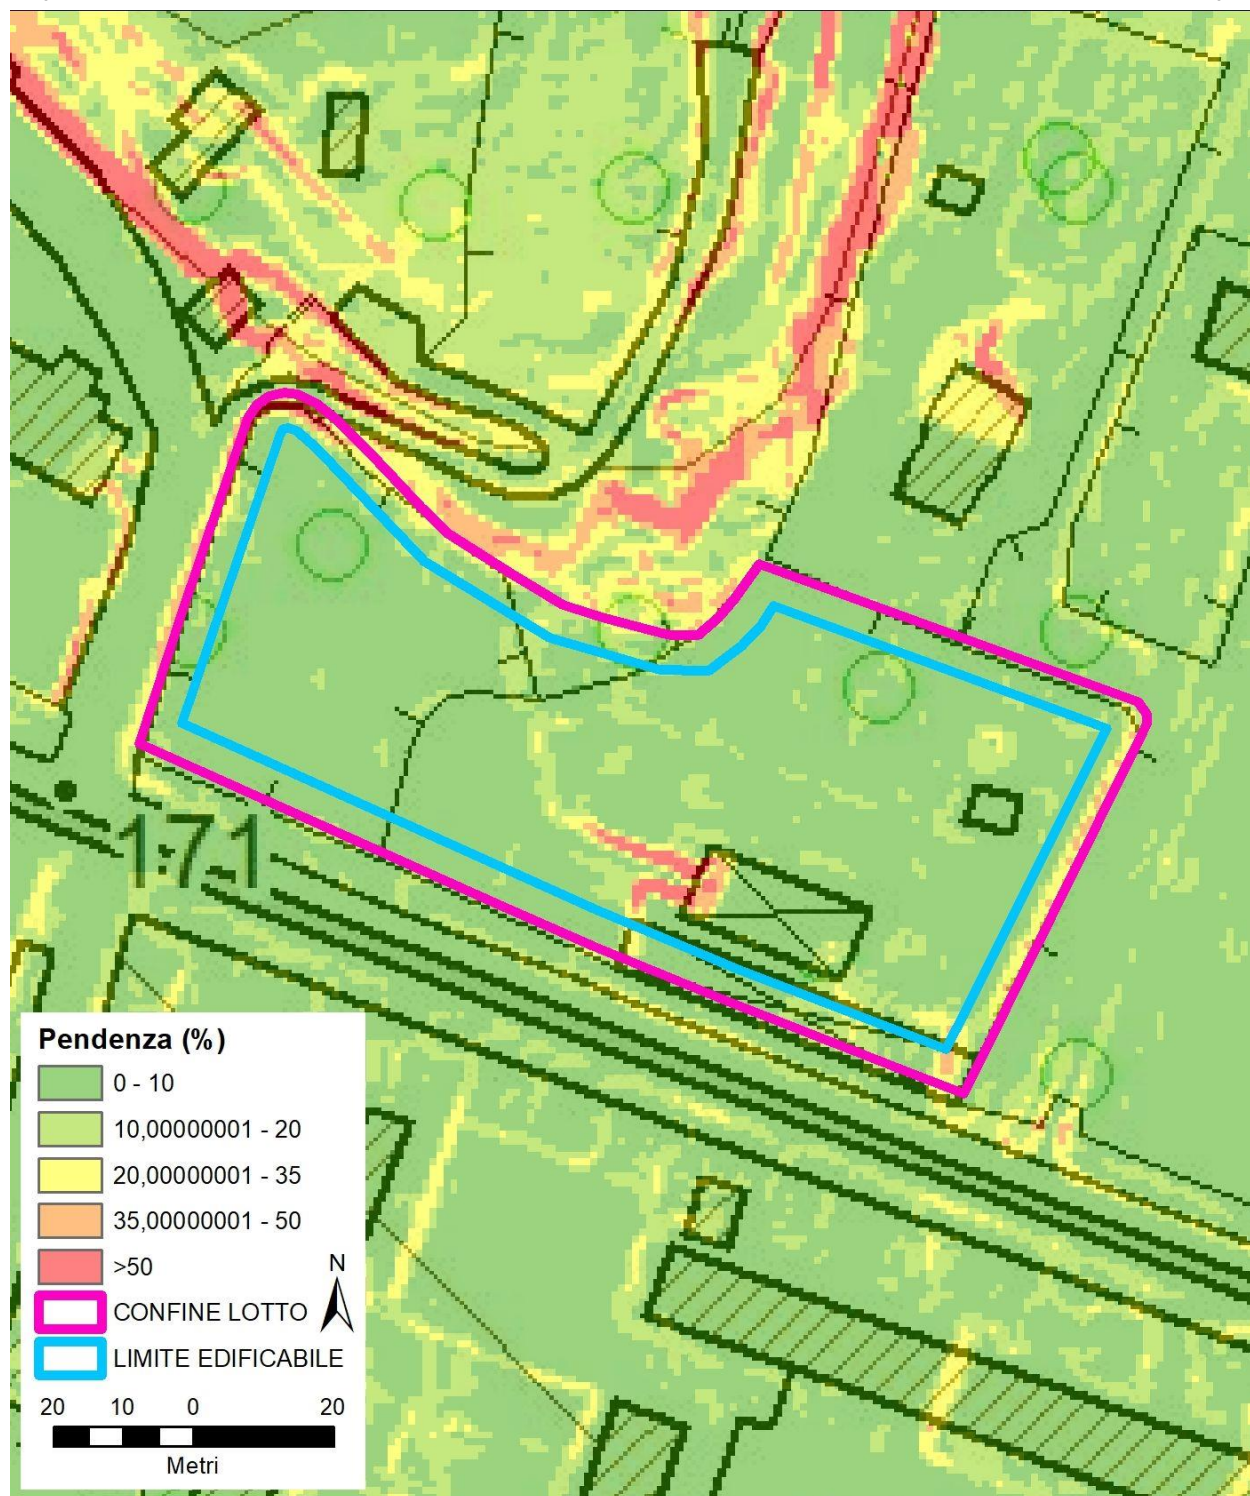 171
Pendenza (%)
0 - 10
10,00000001 - 20
20,00000001 - 35
35,00000001 - 50
>50
N
CONFINE LOTTO
LIMITE EDIFICABILE
20 10 0 20
Metri